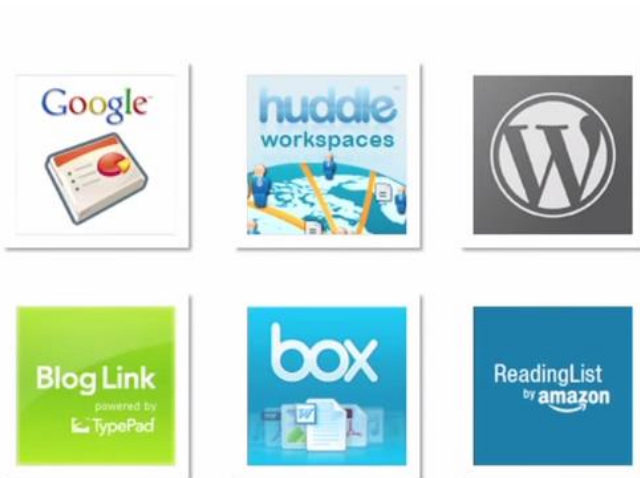 Google
huddle
workspaces
W
Blog Link
powered by
TypePad
box
W
ReadingList
by amazon